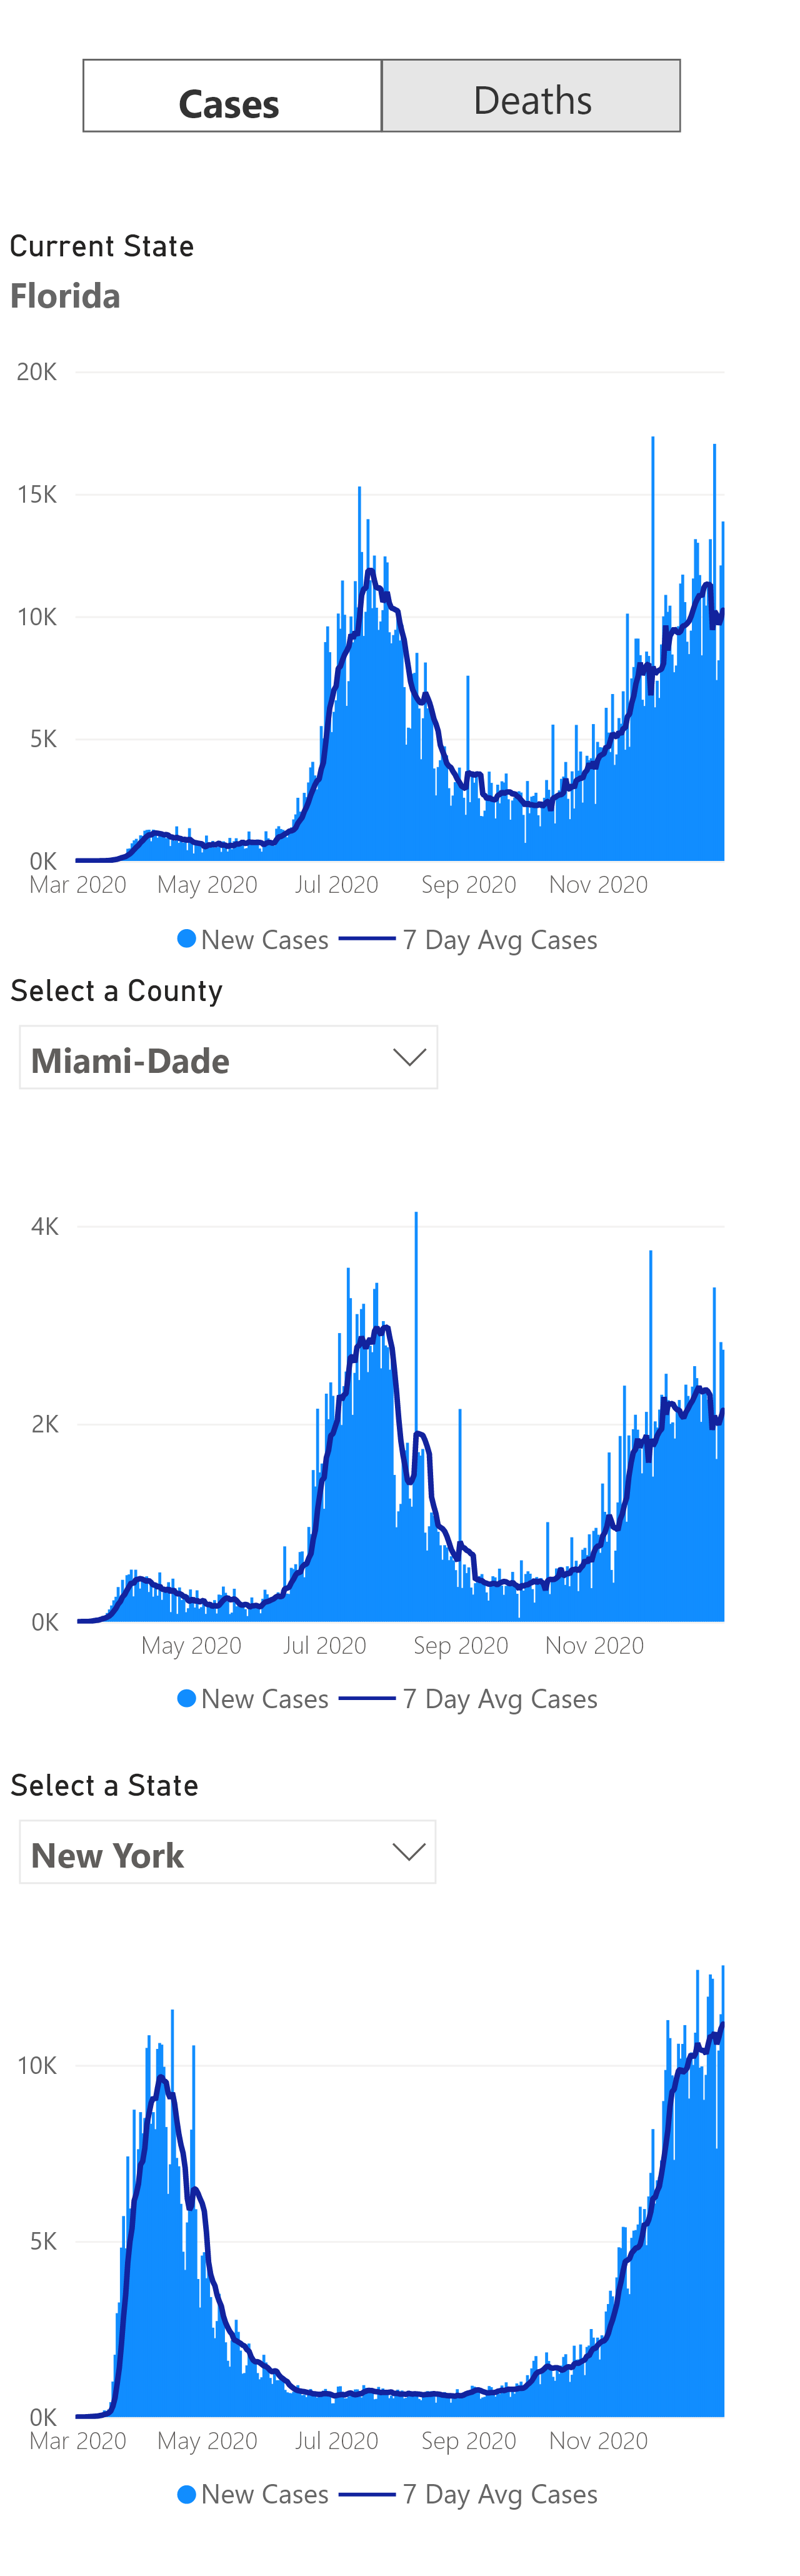 Cases Deaths
Current State
Florida
20K
15K
10K
5K
0K
Mar 2020 May 2020 Jul 2020 Sep 2020 Nov 2020
New Cases 7 Day Avg Cases
Select a County
Miami-Dade
4K
2K
0K
May 2020 Jul 2020 Sep 2020 Nov 2020
New Cases 7 Day Avg Cases
Select a State
New York
10K
5K
0K
Mar 2020 May 2020 Jul 2020 Sep 2020 Nov 2020
New Cases 7 Day Avg Cases